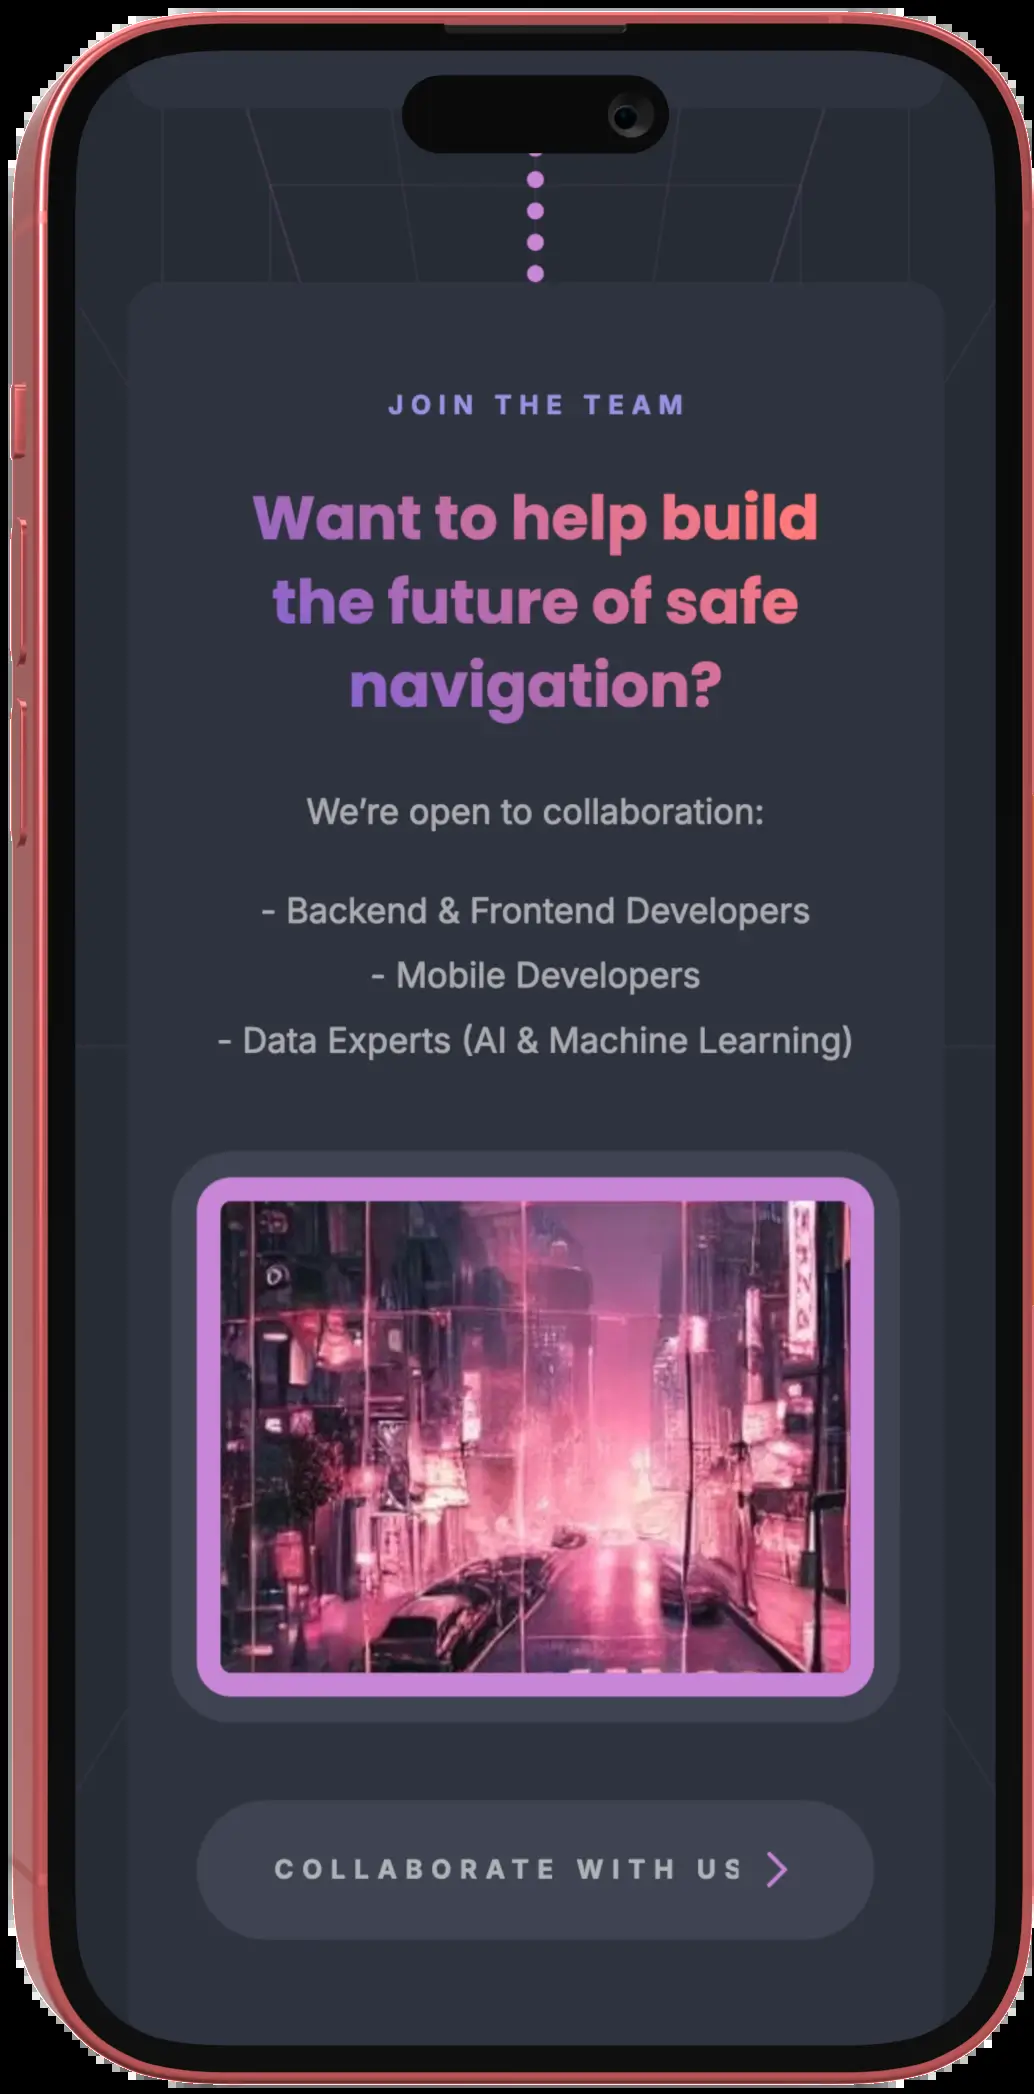 JOIN THE TEAM
Want to help build
the future of safe
navigation?
We're open to collaboration:
- Backend & Frontend Developers
- Mobile Developers
- Data Experts (AI & Machine Learning)
COLLABORATE WITH US